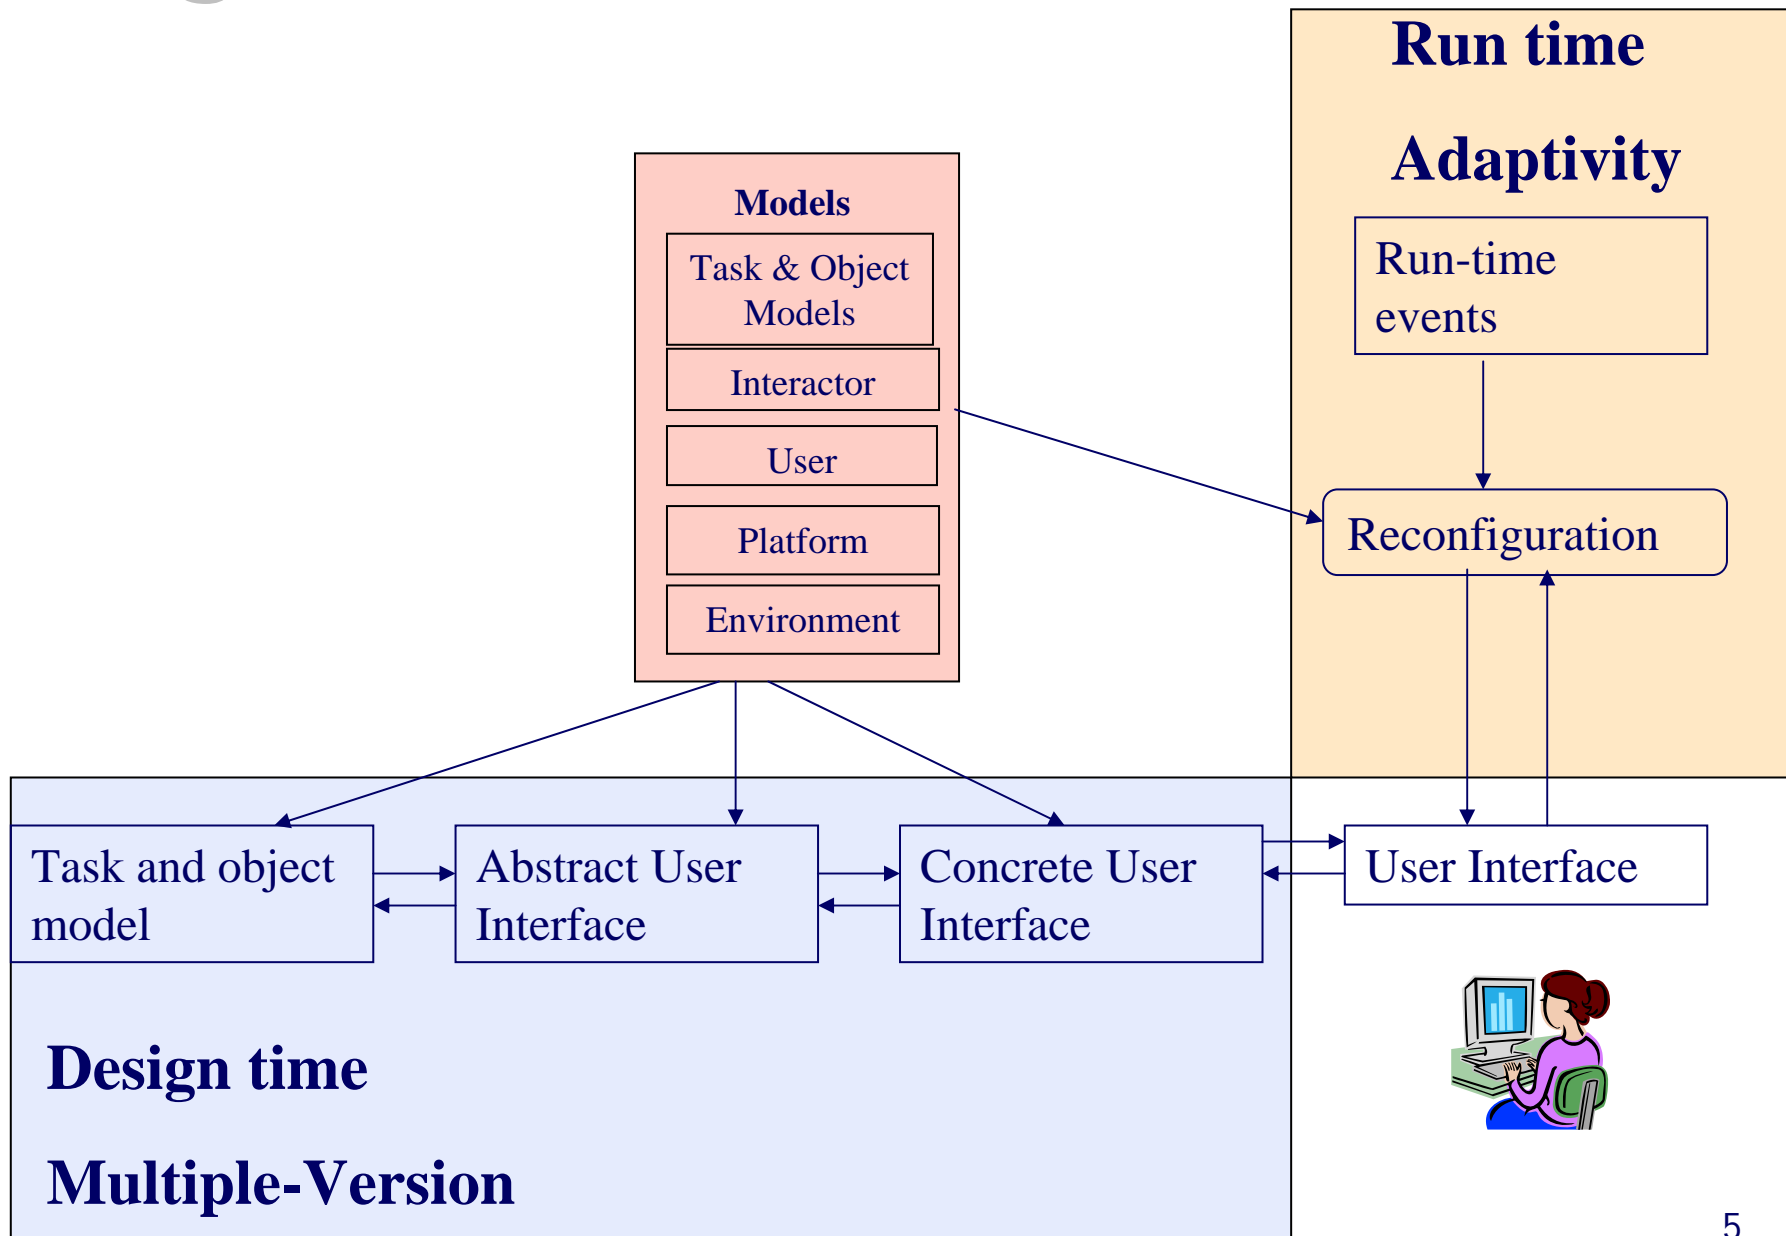 Run time
Adaptivity
Models
Task & Object
Models
Interactor
User
Platform
Environment
Run-time
events
Reconfiguration
Task and object
model
Abstract User
Interface
Concrete User
Interface
User Interface
Design time
Multiple-Version
5